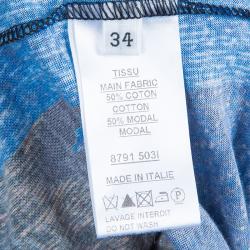 34
TISSU
MAIN FABRIC
50% COTON
COTTON
50% MODAL
MODAL
8791 503I
MADE IN ITALIE
LAVAGE INTERDIT
DO NOT WASH